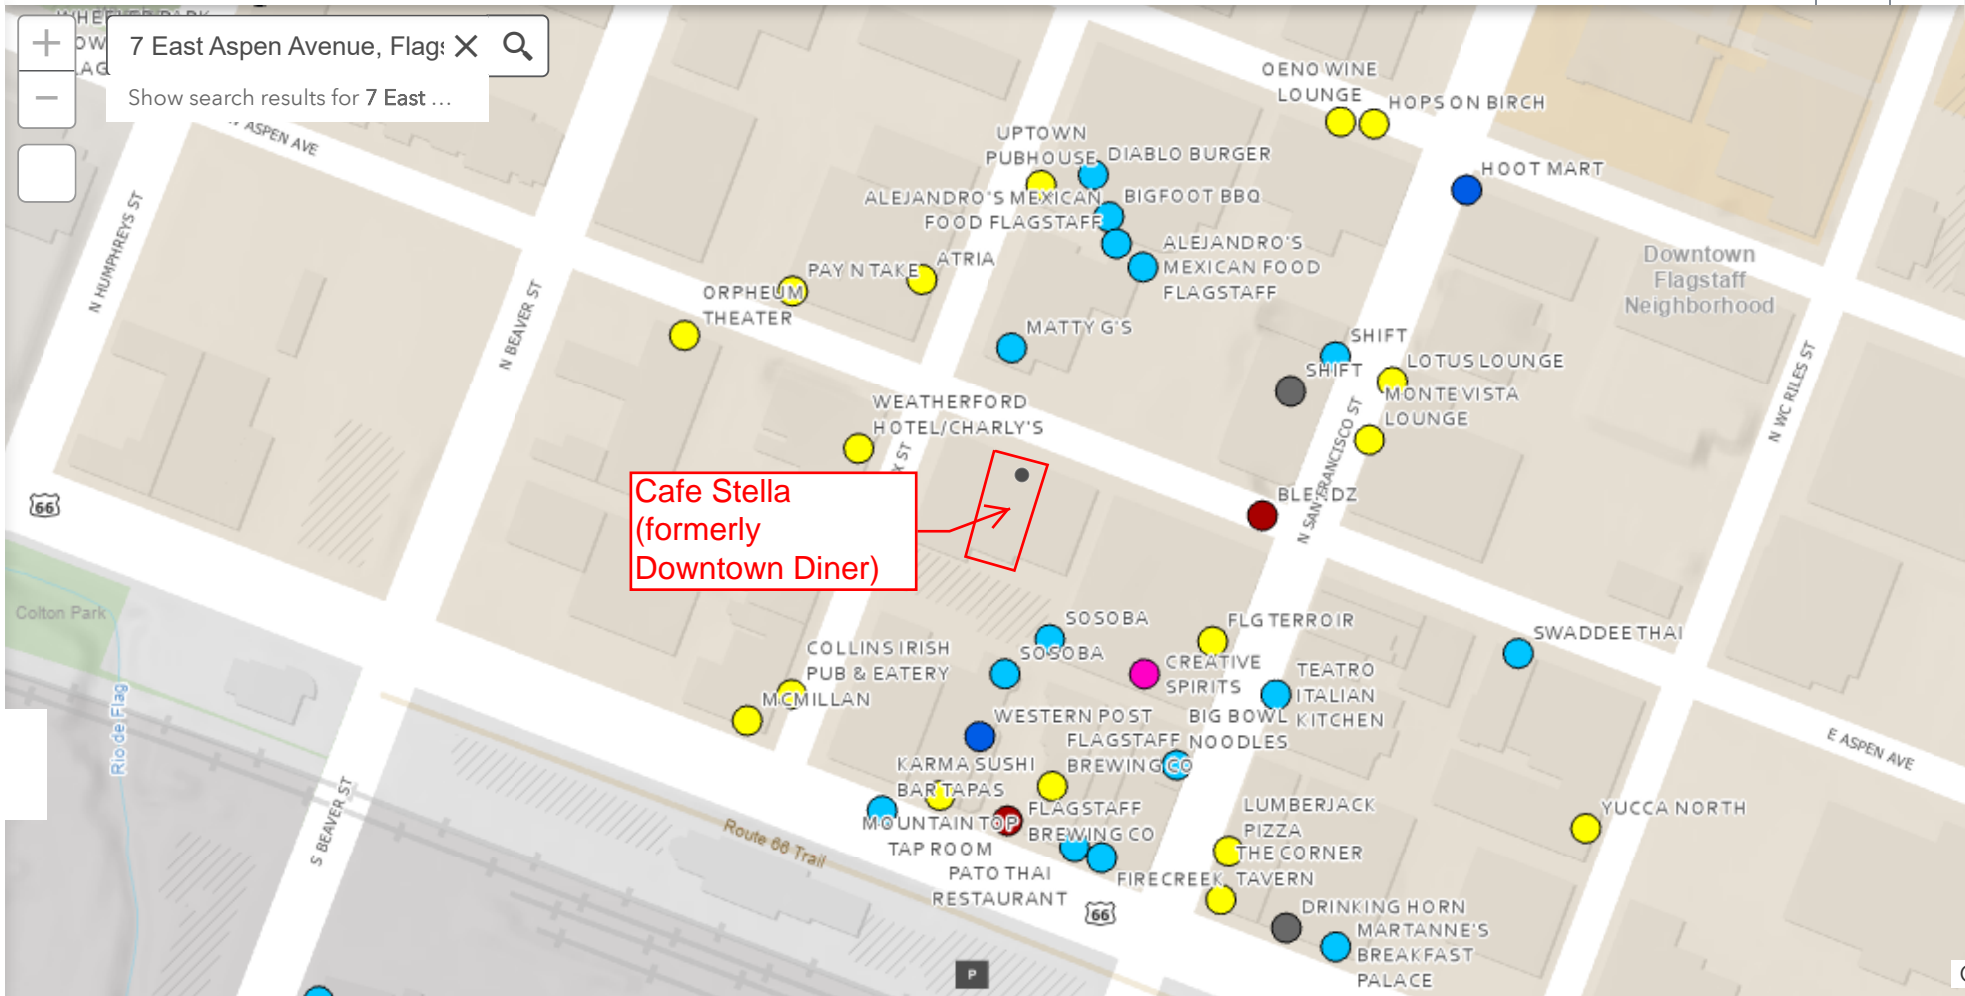 WHEELER PARK
7 East Aspen Avenue, Flags
Show search results for 7 East ...
W ASPEN AVE
N HUMPHREYS ST
N BEAVER ST
OENO WINE
LOUNGE
HOPS ON BIRCH
UPTOWN
PUBHOUSE
DIABLO BURGER
HOOT MART
ALEJANDRO'S MEXICAN
FOOD FLAGSTAFF
BIGFOOT BBQ
ALEJANDRO'S
MEXICAN FOOD
FLAGSTAFF
Downtown
Flagstaff
Neighborhood
PAY N TAKE
ATRIA
ORPHEUM
THEATER
MATTY G'S
SHIFT
SHIFT
LOTUS LOUNGE
MONTE VISTA
LOUNGE
N WC RILES ST
WEATHERFORD
HOTEL/CHARLY'S
X ST
N SAN FRANCISCO ST
66
Cafe Stella
(formerly
Downtown Diner)
BLENDZ
Colton Park
Rio de Flag
SOSOBA
SOSOBA
FLG TERROIR
SWADDEE THAI
COLLINS IRISH
PUB & EATERY
MCMILLAN
CREATIVE
SPIRITS
TEATRO
ITALIAN
KITCHEN
WESTERN POST
BIG BOWL
NOODLES
FLAGSTAFF
BREWING CO
E ASPEN AVE
KARMA SUSHI
BAR TAPAS
MOUNTAIN TOP
TAP ROOM
FLAGSTAFF
BREWING CO
LUMBERJACK
PIZZA
THE CORNER
TAVERN
YUCCA NORTH
S BEAVER ST
Route 66 Trail
PATO THAI
RESTAURANT
FIRECREEK
66
DRINKING HORN
MARTANNE'S
BREAKFAST
PALACE
P